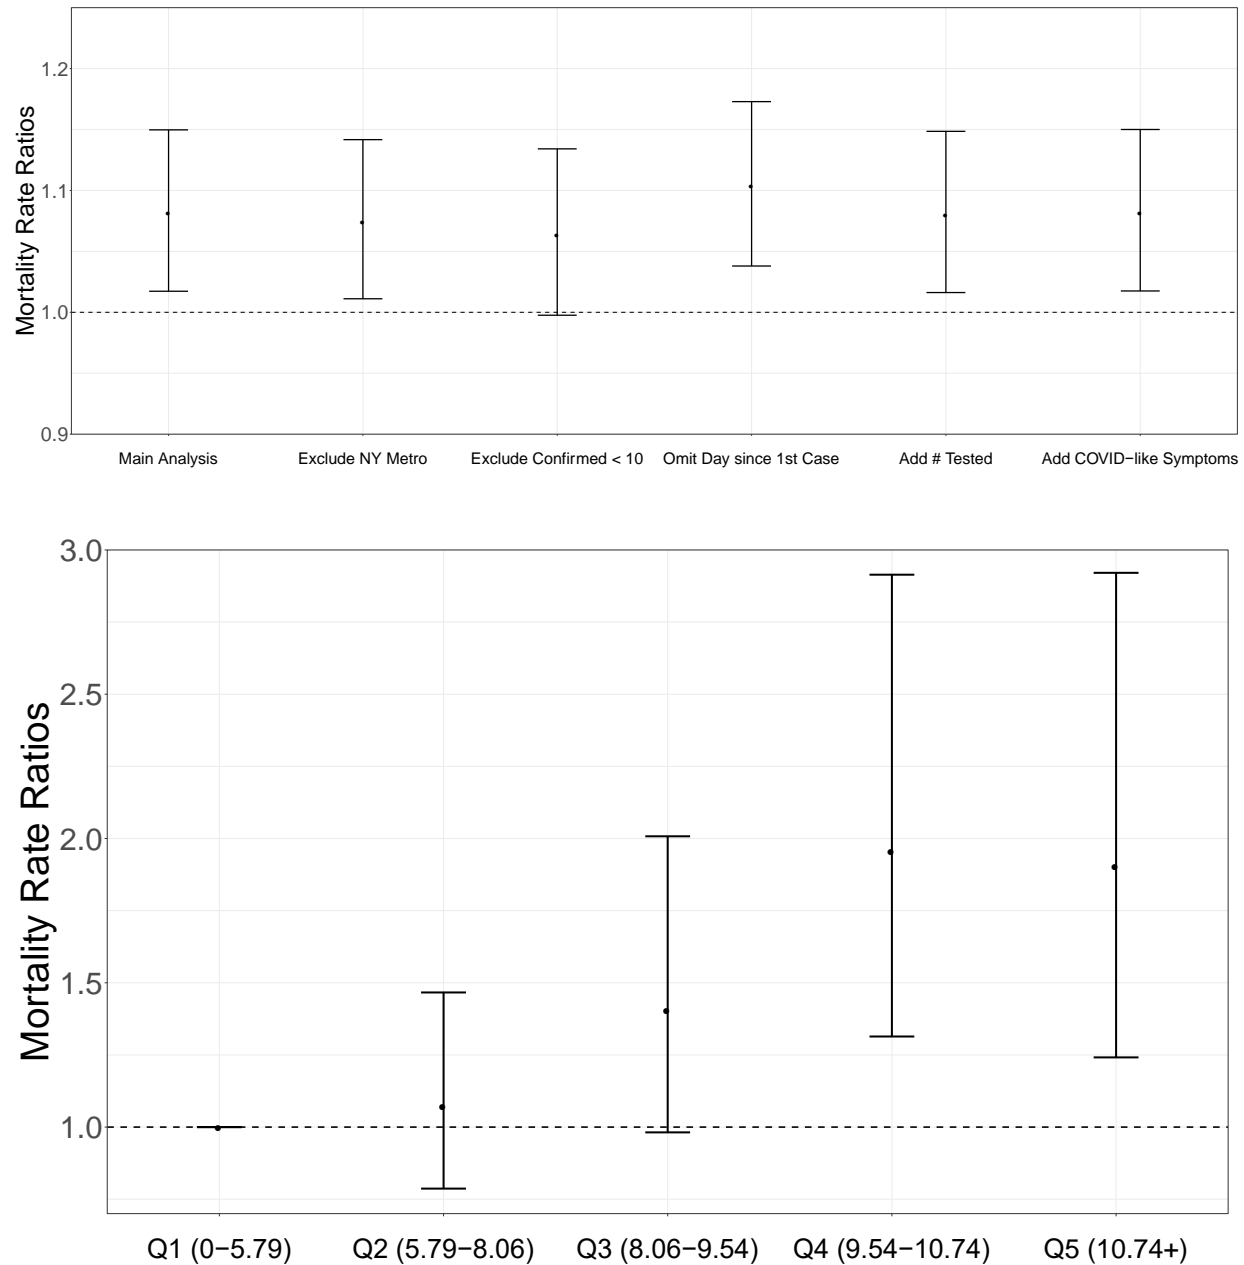 Mortality Rate Ratios
1.2
1.1
1.0
0.9
Main Analysis
Exclude NY Metro
Exclude Confirmed < 10
Omit Day since 1st Case
Add # Tested
Add COVID−like Symptoms
Mortality Rate Ratios
3.0
2.5
2.0
1.5
1.0
Q1 (0−5.79)
Q2 (5.79−8.06)
Q3 (8.06−9.54)
Q4 (9.54−10.74)
Q5 (10.74+)